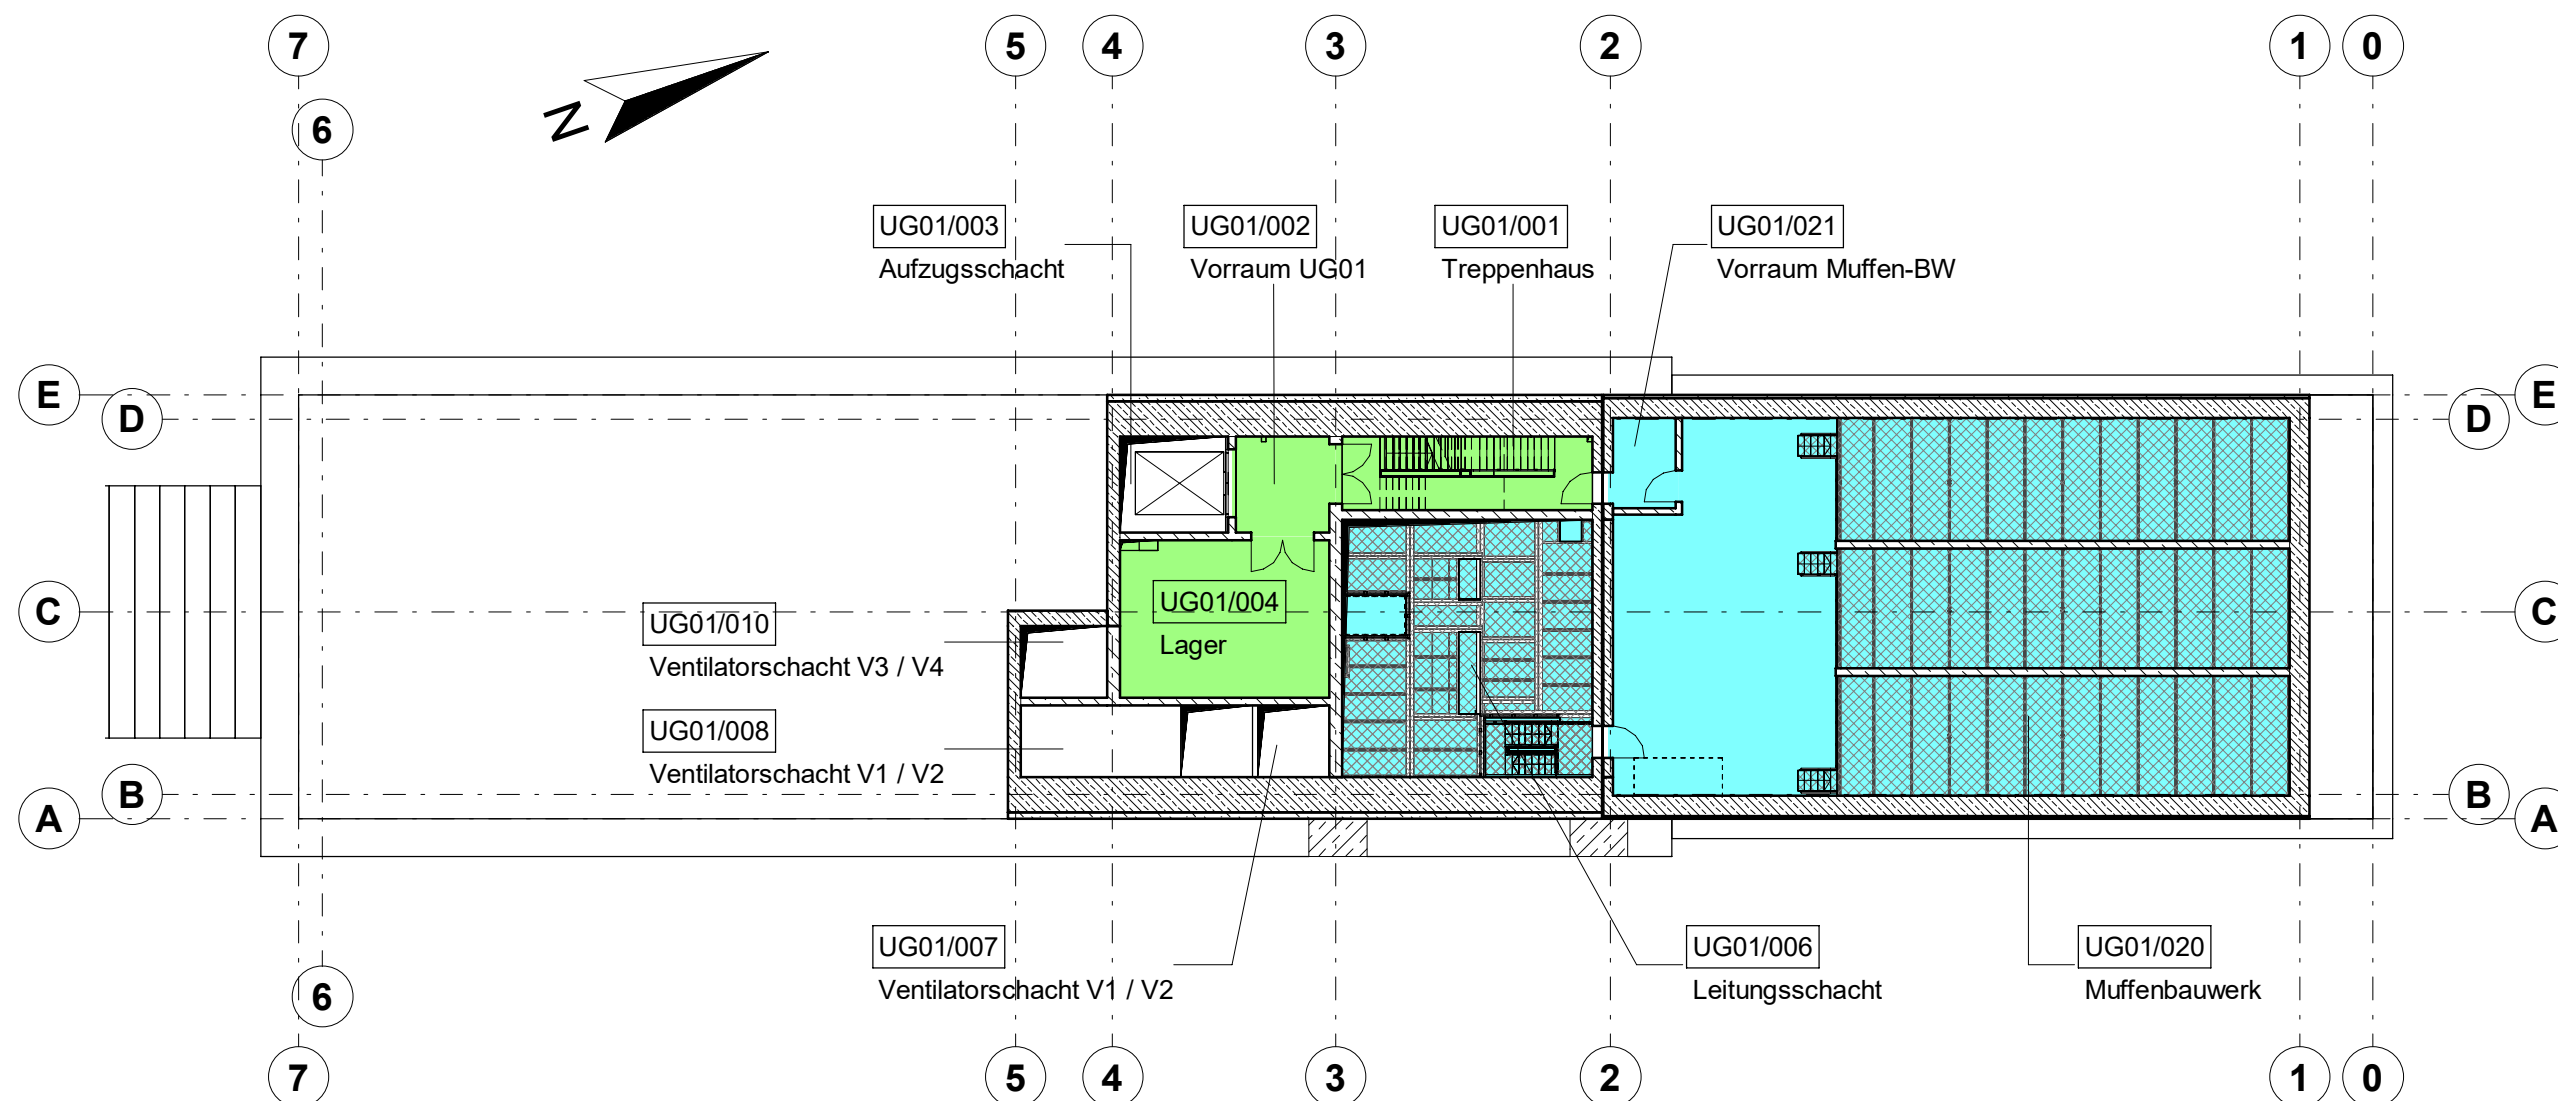 7
5
4
3
2
1
0
6
N
UG01/003
Aufzugsschacht
UG01/002
Vorraum UG01
UG01/001
Treppenhaus
UG01/021
Vorraum Muffen-BW
E
E
D
D
UG01/004
Lager
C
C
UG01/010
Ventilatorschacht V3 / V4
UG01/008
Ventilatorschacht V1 / V2
B
B
A
A
UG01/007
Ventilatorschacht V1 / V2
UG01/006
Leitungsschacht
UG01/020
Muffenbauwerk
6
7
5
4
3
2
1
0